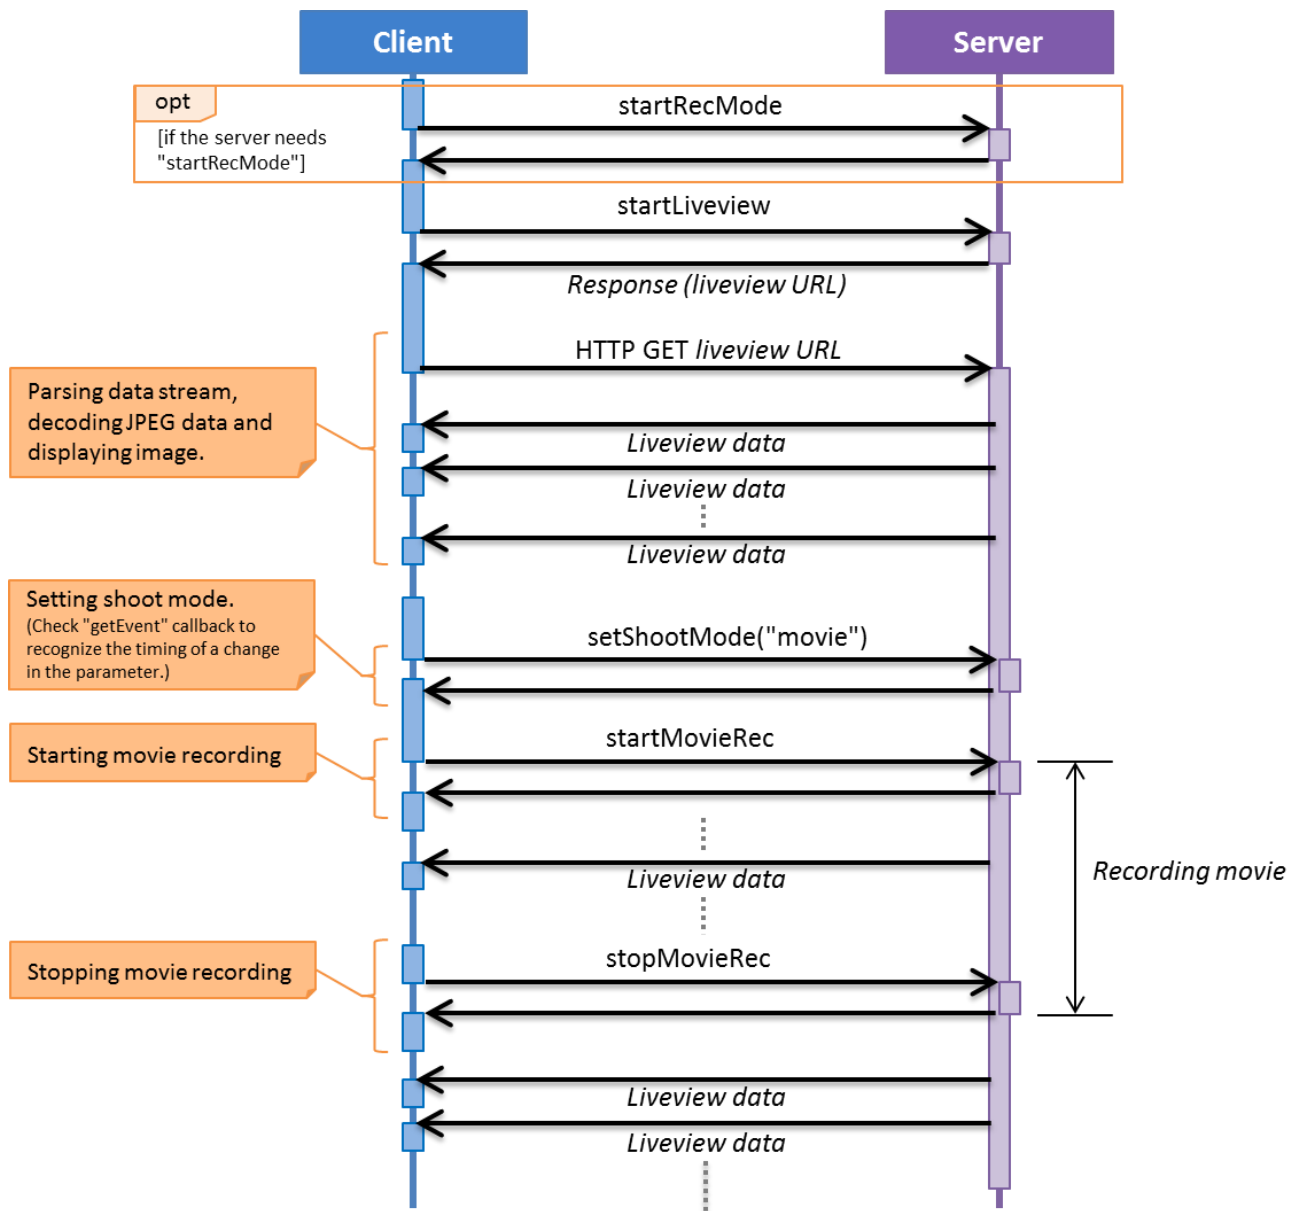 Client
Server
opt
[if the server needs
"startRecMode"]
startRecMode
startLiveview
Response (liveview URL)
HTTP GET liveview URL
Parsing data stream,
decoding JPEG data and
displaying image.
Liveview data
Liveview data
Liveview data
Setting shoot mode.
(Check "getEvent" callback to
recognize the timing of a change
in the parameter.)
setShootMode("movie")
Starting movie recording
startMovieRec
Liveview data
Recording movie
Stopping movie recording
stopMovieRec
Liveview data
Liveview data